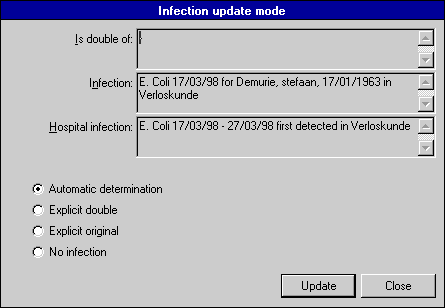 Infection update mode
Is double of:
Infection:
E. Coli 17/03/98 for Demurie, stefaan, 17/01/1963 in
Verloskunde
Hospital infection:
E. Coli 17/03/98 - 27/03/98 first detected in Verloskunde
Automatic determination
Explicit double
Explicit original
No infection
Update
Close